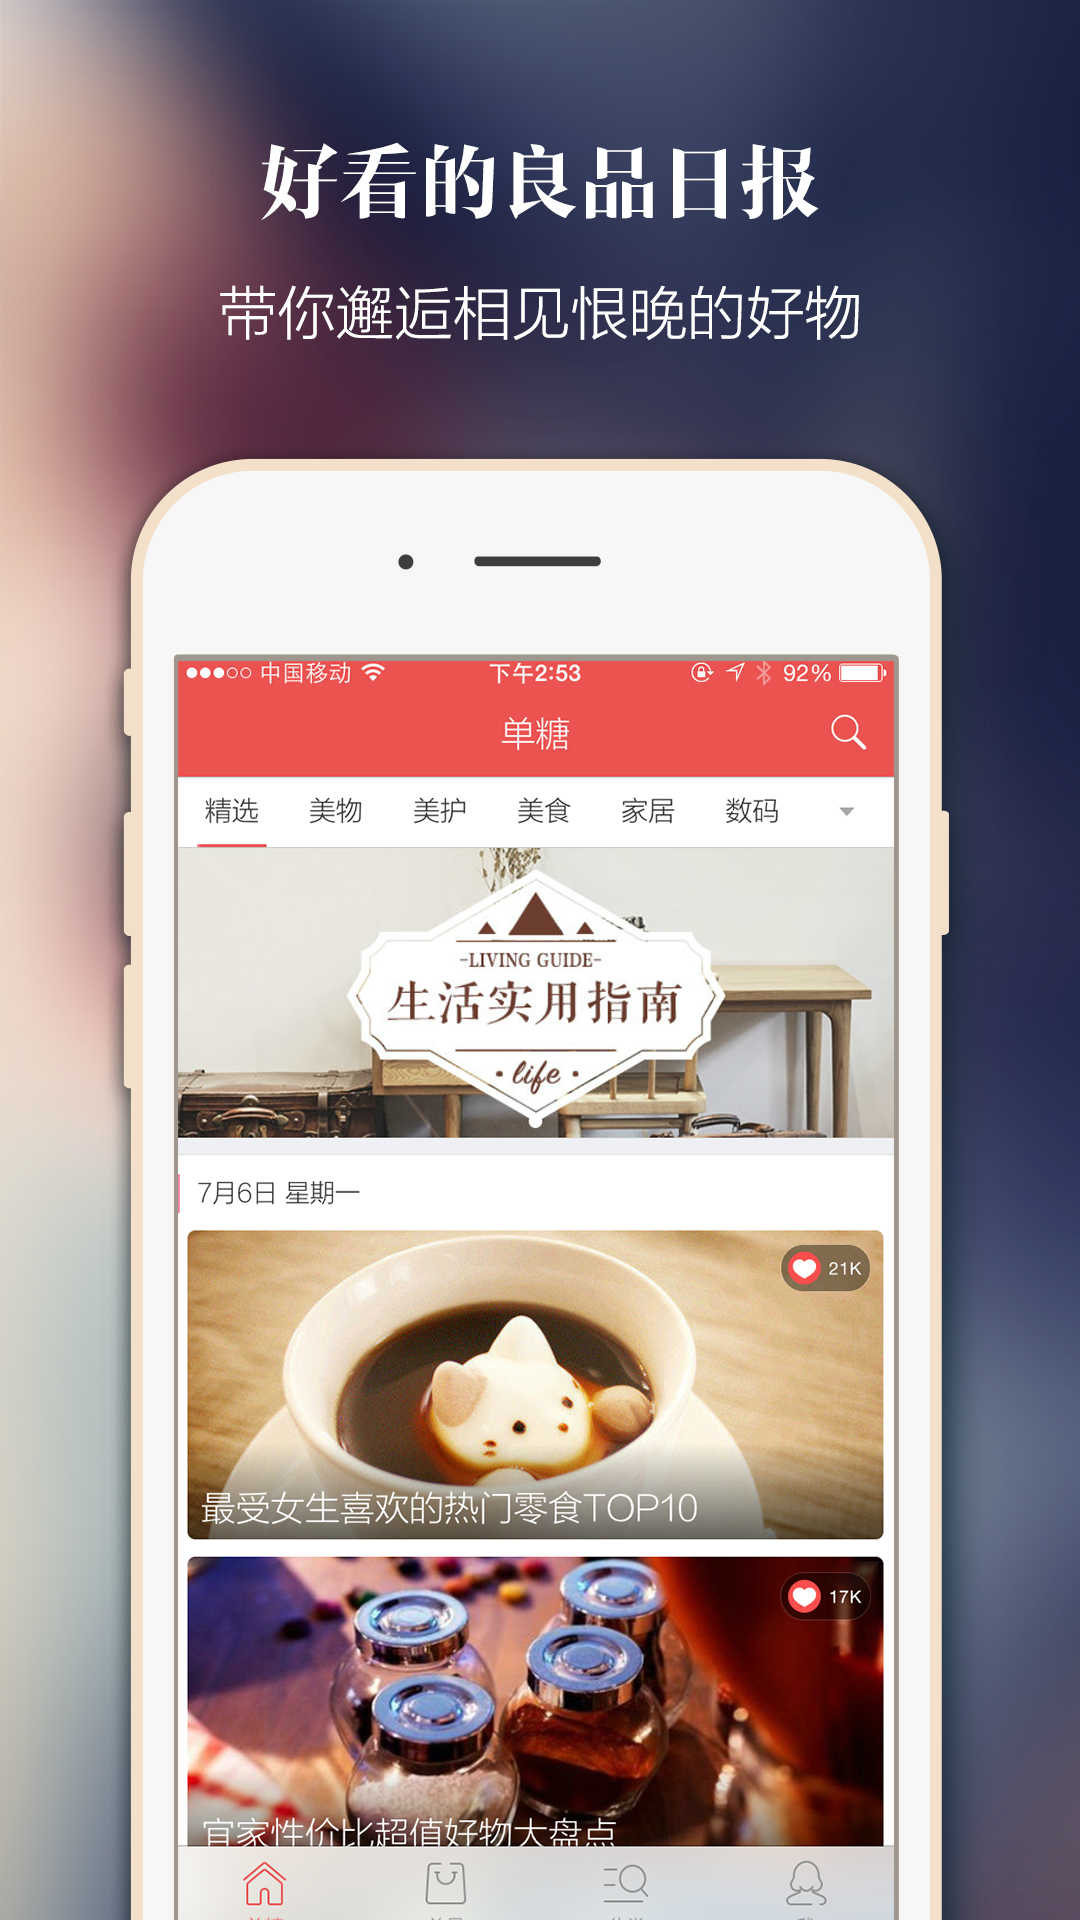 好看的良品日报
带你邂逅相见恨晚的好物
中国移动 下午2:53 92%
单糖
精选 美物 美护 美食 家居 数码
-LIVING GUIDE-
生活实用指南
·life·
7月6日 星期一
21K
最受女生喜欢的热门零食TOP10
17K
宜家性价比超值好物大盘点